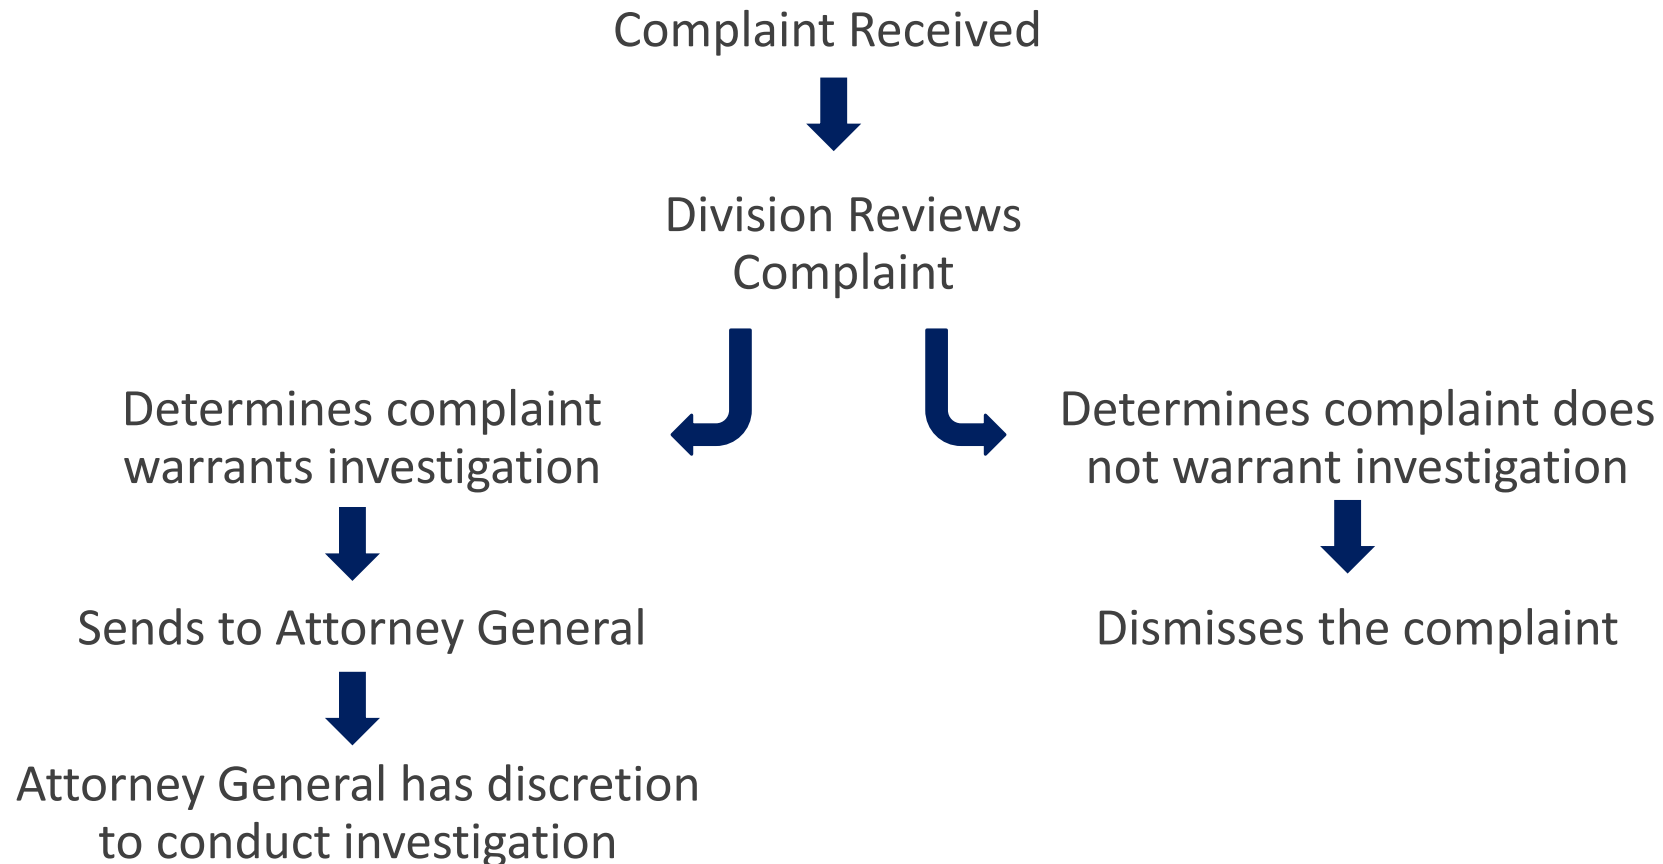 Complaint Received
Division Reviews
Complaint
Determines complaint
warrants investigation
Determines complaint does
not warrant investigation
Sends to Attorney General
Dismisses the complaint
Attorney General has discretion
to conduct investigation